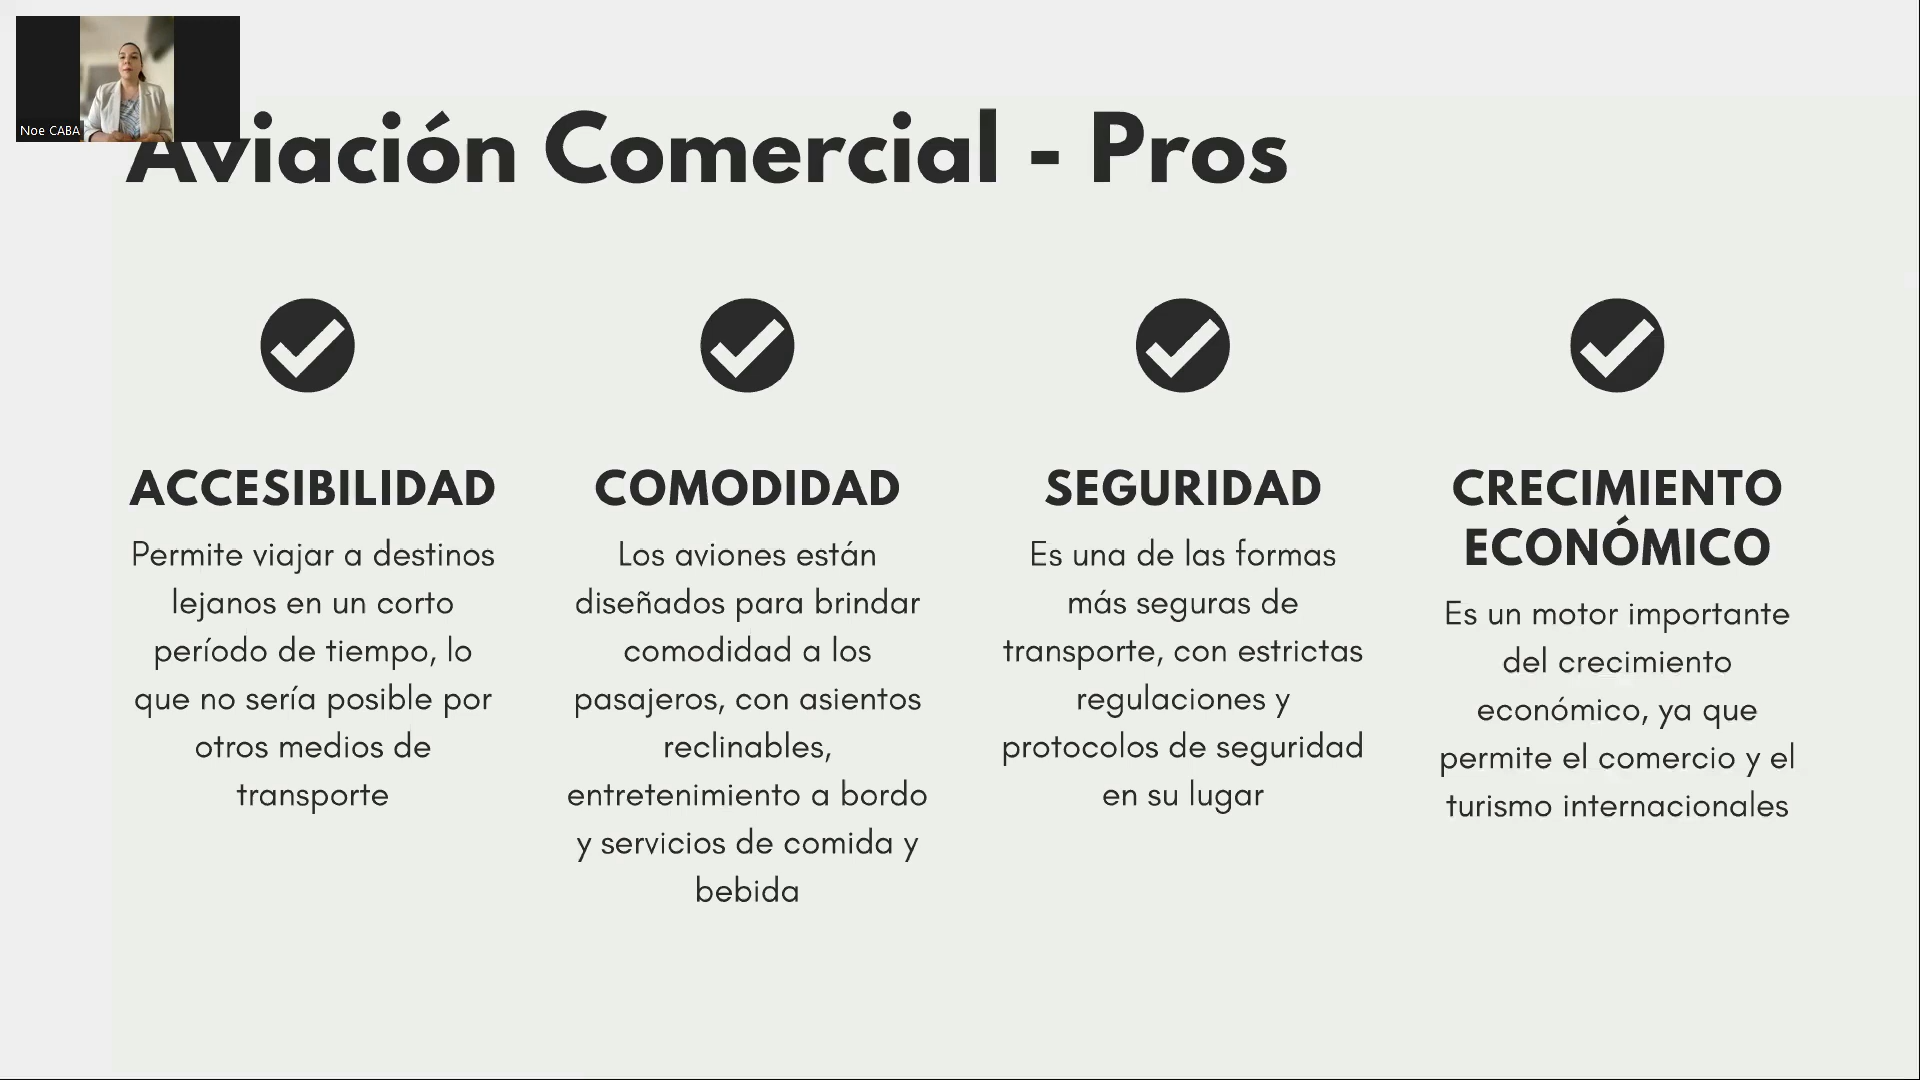 Noe CABA
Aviación Comercial - Pros
ACCESIBILIDAD
Permite viajar a destinos
lejanos en un corto
período de tiempo, lo
que no sería posible por
otros medios de
transporte
COMODIDAD
Los aviones están
diseñados para brindar
comodidad a los
pasajeros, con asientos
reclinables,
entretenimiento a bordo
y servicios de comida y
bebida
SEGURIDAD
Es una de las formas
más seguras de
transporte, con estrictas
regulaciones y
protocolos de seguridad
en su lugar
CRECIMIENTO
ECONÓMICO
Es un motor importante
del crecimiento
económico, ya que
permite el comercio y el
turismo internacionales